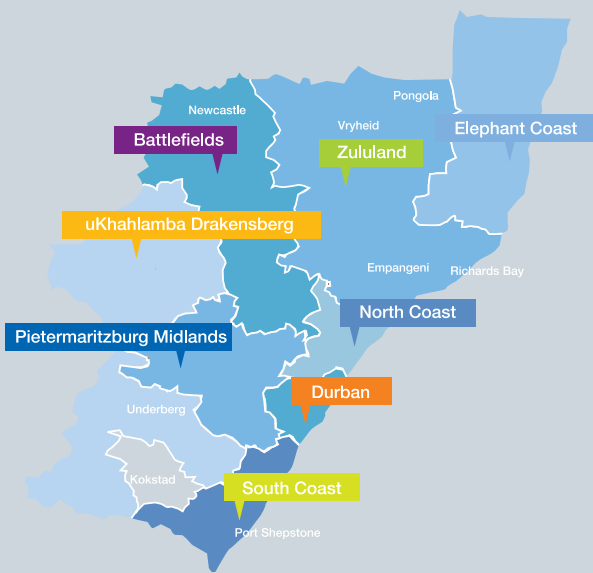 Pongola
Newcastle
Vryheid
Elephant Coast
Battlefields
Zululand
uKhahlamba Drakensberg
Empangeni
Richards Bay
North Coast
Pietermaritzburg Midlands
Durban
Underberg
Kokstad
South Coast
Port Shepstone